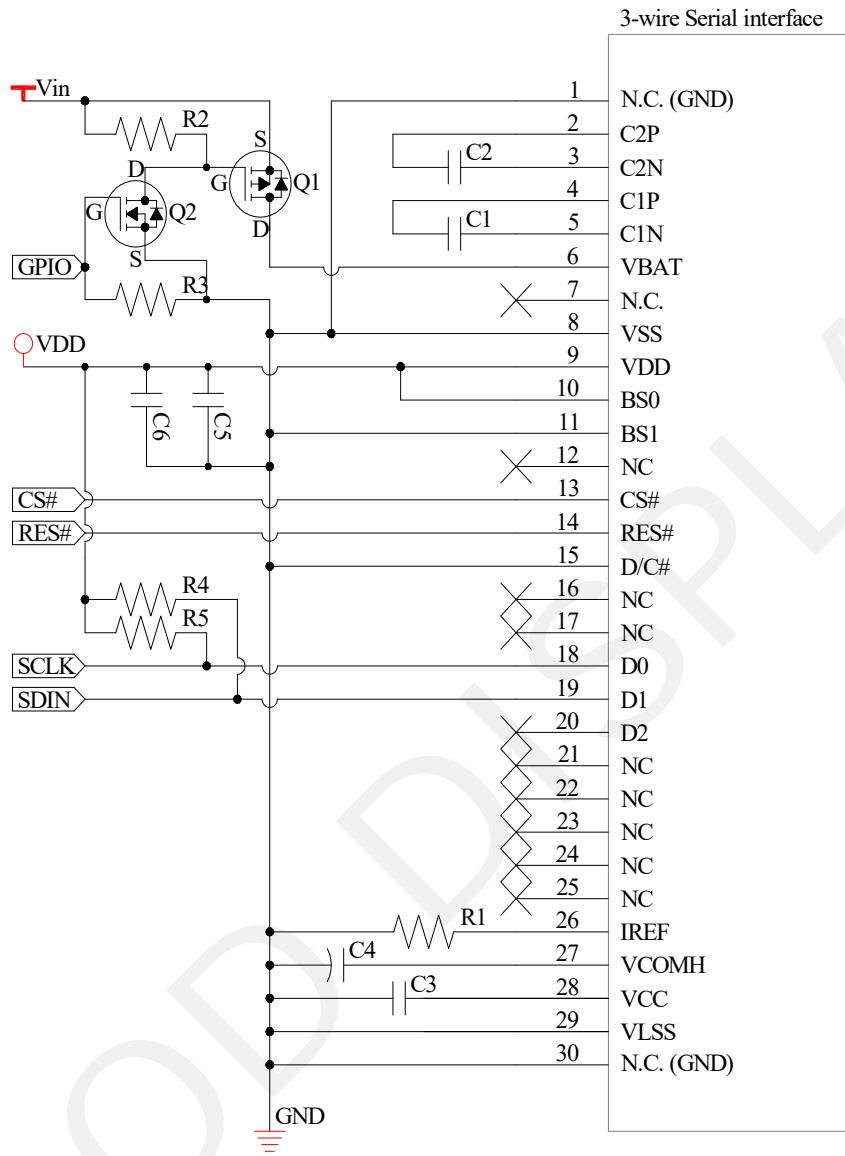 3-wire Serial interface
Vin
R2
S
D
G
Q1
G
Q2
D
S
GPIO
R3
VDD
C6
C5
CS#
RES#
R4
R5
SCLK
SDIN
C2
C1
R1
C4
C3
GND
1 N.C. (GND)
2 C2P
3 C2N
4 C1P
5 C1N
6 VBAT
7 N.C.
8 VSS
9 VDD
10 BS0
11 BS1
12 NC
13 CS#
14 RES#
15 D/C#
16 NC
17 NC
18 D0
19 D1
20 D2
21 NC
22 NC
23 NC
24 NC
25 NC
26 IREF
27 VCOMH
28 VCC
29 VLSS
30 N.C. (GND)
OD DISPLA